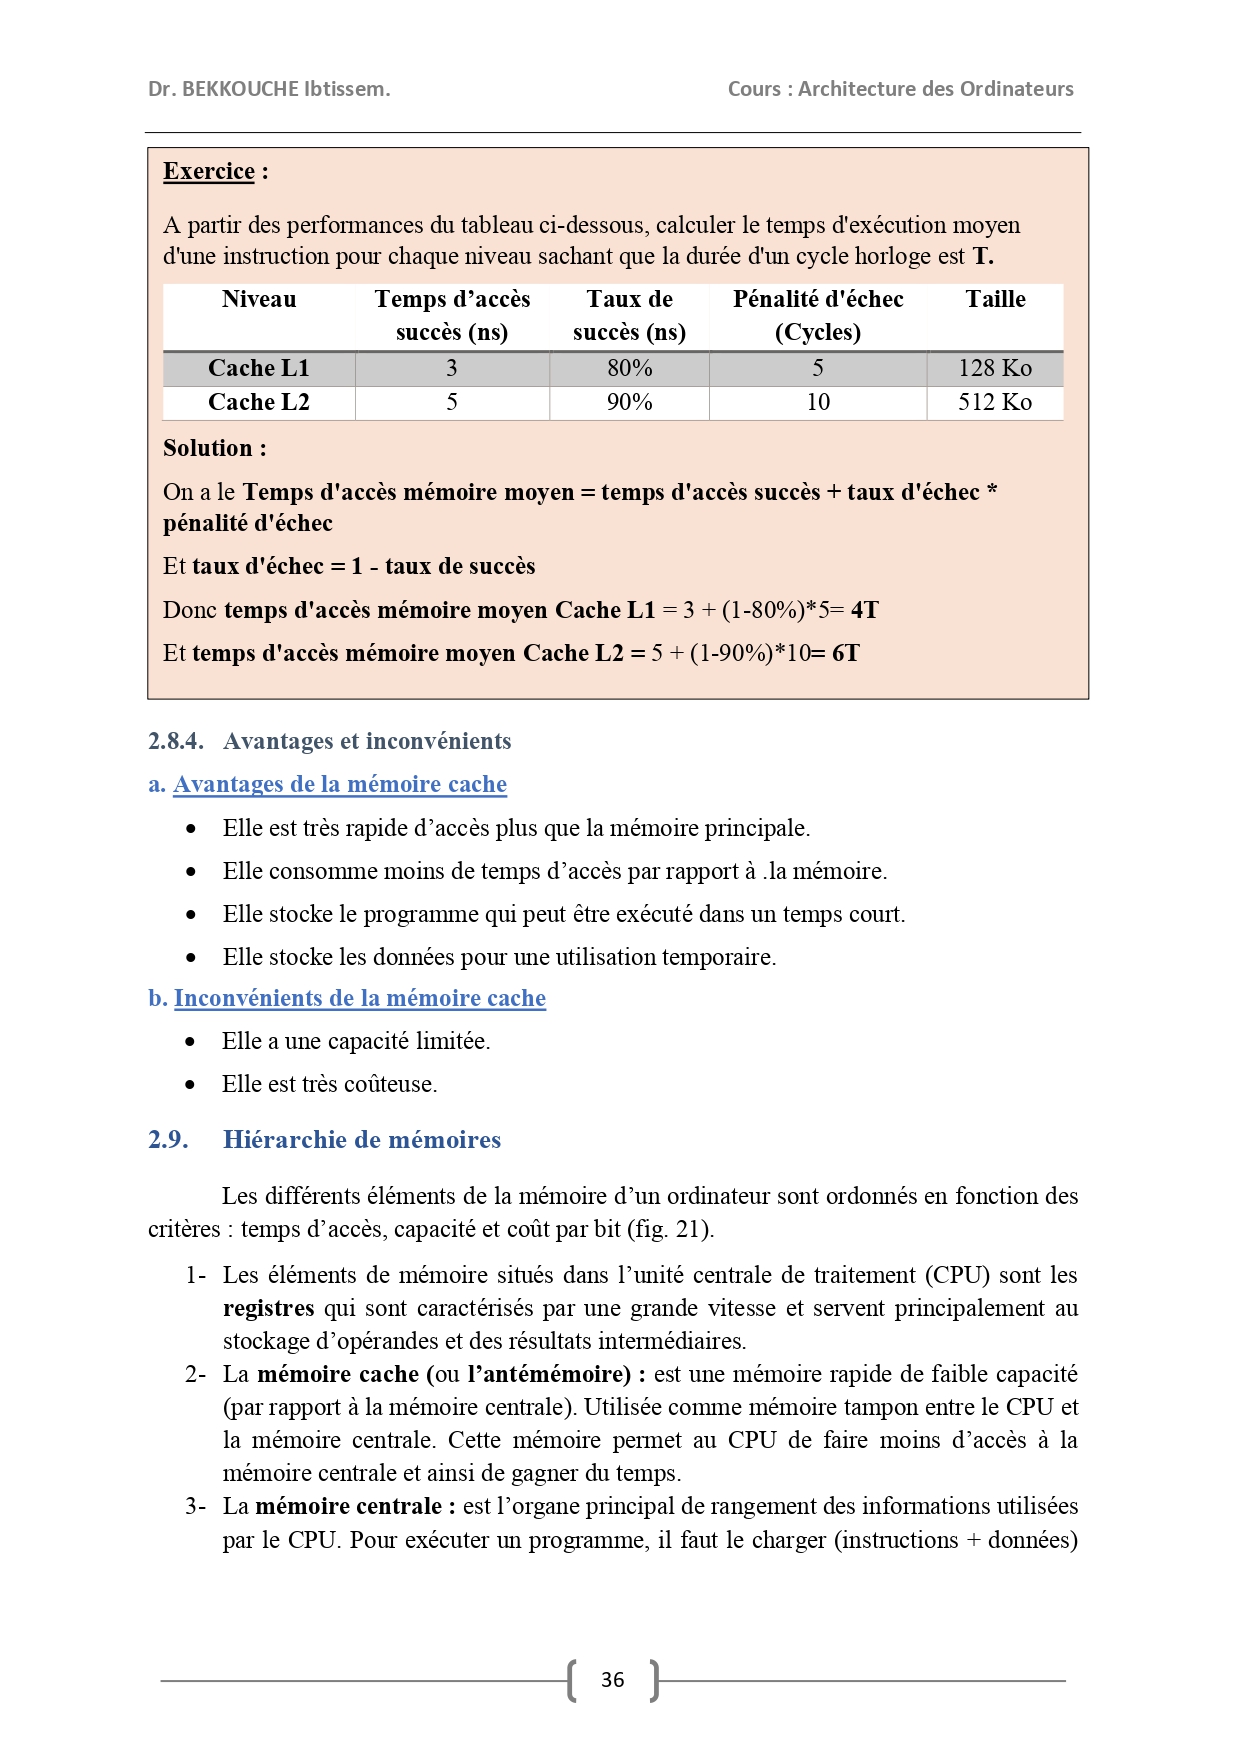 Dr. BEKKOUCHE Ibtissem. Cours : Architecture des Ordinateurs
Exercice :
A partir des performances du tableau ci-dessous, calculer le temps d'exécution moyen
d'une instruction pour chaque niveau sachant que la durée d'un cycle horloge est T.
Niveau Temps d’accès Taux de Pénalité d'échec Taille
succès (ns) succès (ns) (Cycles)
Cache L1 3 80% 5 128 Ko
Cache L2 5 90% 10 512 Ko
Solution :
On a le Temps d'accès mémoire moyen = temps d'accès succès + taux d'échec *
pénalité d'échec
Et taux d'échec = 1 - taux de succès
Donc temps d'accès mémoire moyen Cache L1 = 3 + (1-80%)*5= 4T
Et temps d'accès mémoire moyen Cache L2 = 5 + (1-90%)*10= 6T
2.8.4. Avantages et inconvénients
a. Avantages de la mémoire cache
• Elle est très rapide d’accès plus que la mémoire principale.
• Elle consomme moins de temps d’accès par rapport à .la mémoire.
• Elle stocke le programme qui peut être exécuté dans un temps court.
• Elle stocke les données pour une utilisation temporaire.
b. Inconvénients de la mémoire cache
• Elle a une capacité limitée.
• Elle est très coûteuse.
2.9. Hiérarchie de mémoires
Les différents éléments de la mémoire d’un ordinateur sont ordonnés en fonction des
critères : temps d’accès, capacité et coût par bit (fig. 21).
1- Les éléments de mémoire situés dans l’unité centrale de traitement (CPU) sont les
registres qui sont caractérisés par une grande vitesse et servent principalement au
stockage d’opérandes et des résultats intermédiaires.
2- La mémoire cache (ou l’antémémoire) : est une mémoire rapide de faible capacité
(par rapport à la mémoire centrale). Utilisée comme mémoire tampon entre le CPU et
la mémoire centrale. Cette mémoire permet au CPU de faire moins d’accès à la
mémoire centrale et ainsi de gagner du temps.
3- La mémoire centrale : est l’organe principal de rangement des informations utilisées
par le CPU. Pour exécuter un programme, il faut le charger (instructions + données)
36